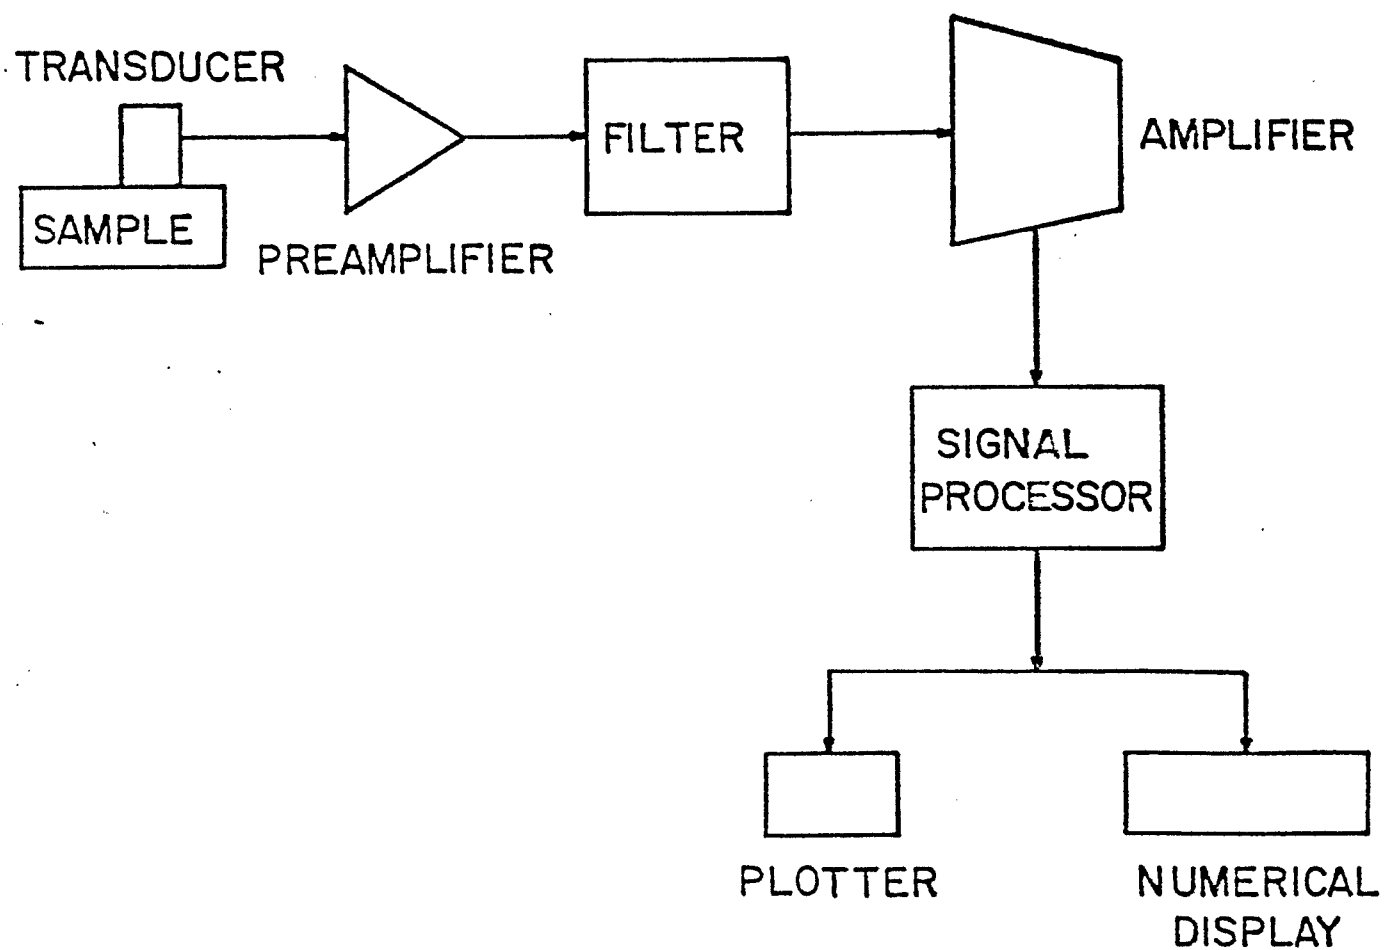 TRANSDUCER
SAMPLE
PREAMPLIFIER
FILTER
AMPLIFIER
SIGNAL
PROCESSOR
PLOTTER
NUMERICAL
DISPLAY